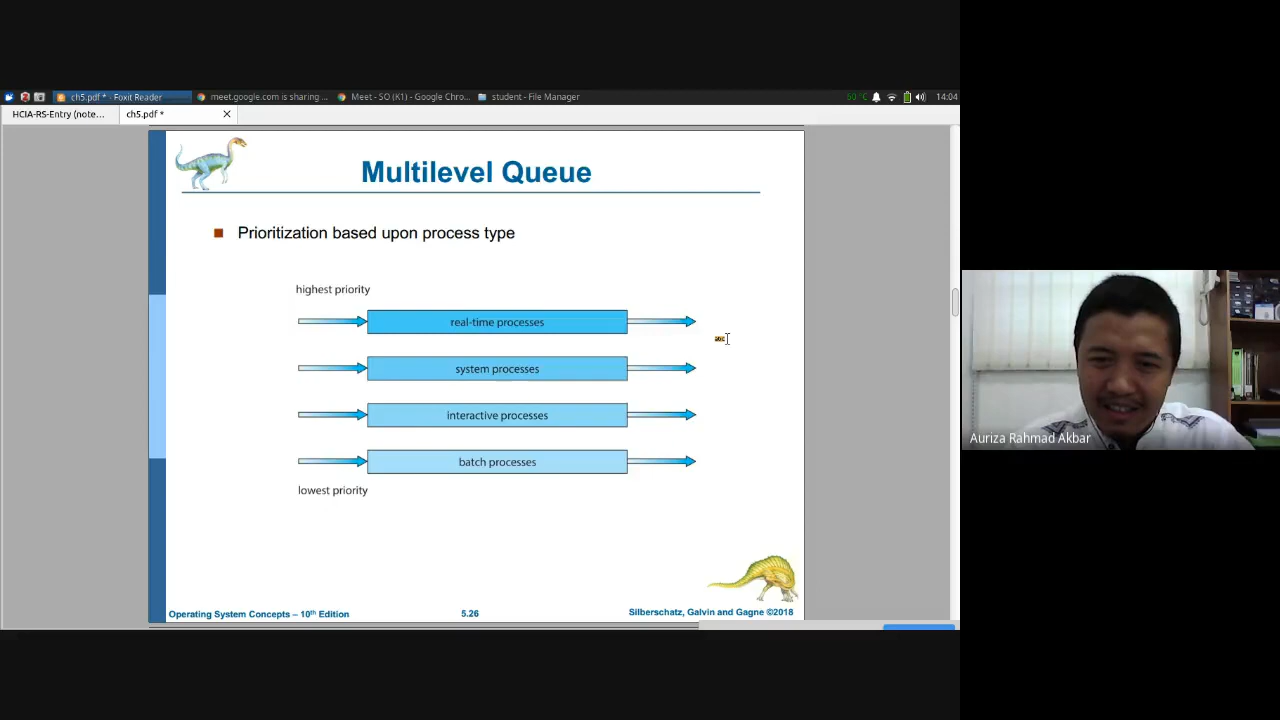 ch5.pdf * - Foxit Reader
meet.google.com is sharing ...
Meet - SO (K1) - Google Chro...
student - File Manager
60°C
14:04
HCIA-RS-Entry (note...
ch5.pdf *
Multilevel Queue
Prioritization based upon process type
highest priority
real-time processes
system processes
interactive processes
batch processes
lowest priority
Operating System Concepts – 10th Edition
5.26
Silberschatz, Galvin and Gagne ©2018
Auriza Rahmad Akbar